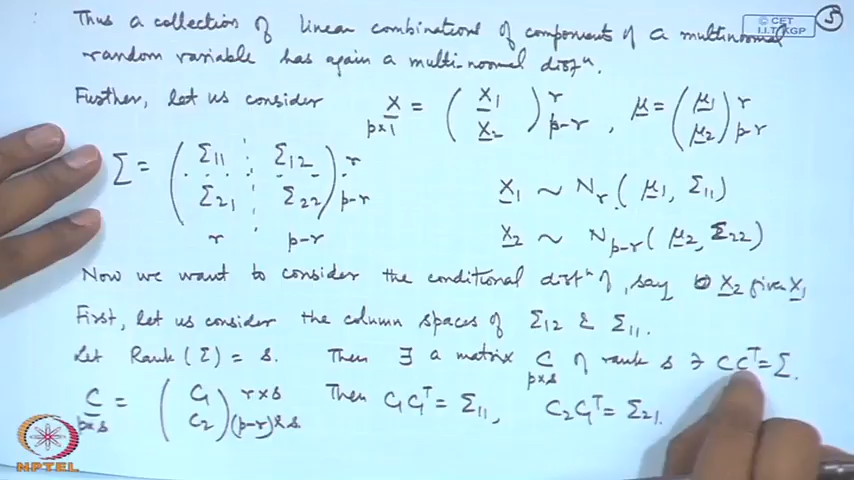 Thus a collection of linear combinations of components of a multinormal
random variable has again a multi-normal distⁿ.
© CET
I.I.T. KGP
5
Further, let us consider X = ( X₁ ) r , μ = ( μ₁ ) r
p×1 ( X₂ ) p-r ( μ₂ ) p-r
Σ = ( Σ₁₁ Σ₁₂ ) r
( Σ₂₁ Σ₂₂ ) p-r
r p-r
X₁ ~ Nᵣ ( μ₁, Σ₁₁ )
X₂ ~ Nₚ₋ᵣ ( μ₂, Σ₂₂ )
Now we want to consider the conditional distⁿ of, say X₂ given X₁
First, let us consider the column spaces of Σ₁₂ & Σ₁₁.
Let Rank (Σ) = s. Then ∃ a matrix C of rank s ∋ CCᵀ = Σ.
p×s
C = ( C₁ ) r×s Then C₁C₁ᵀ = Σ₁₁, C₂C₁ᵀ = Σ₂₁.
p×s ( C₂ ) (p-r)×s
NPTEL